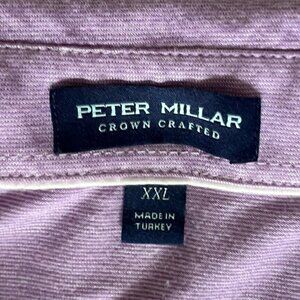 PETER MILLAR
CROWN CRAFTED
XXL
MADE IN
TURKEY